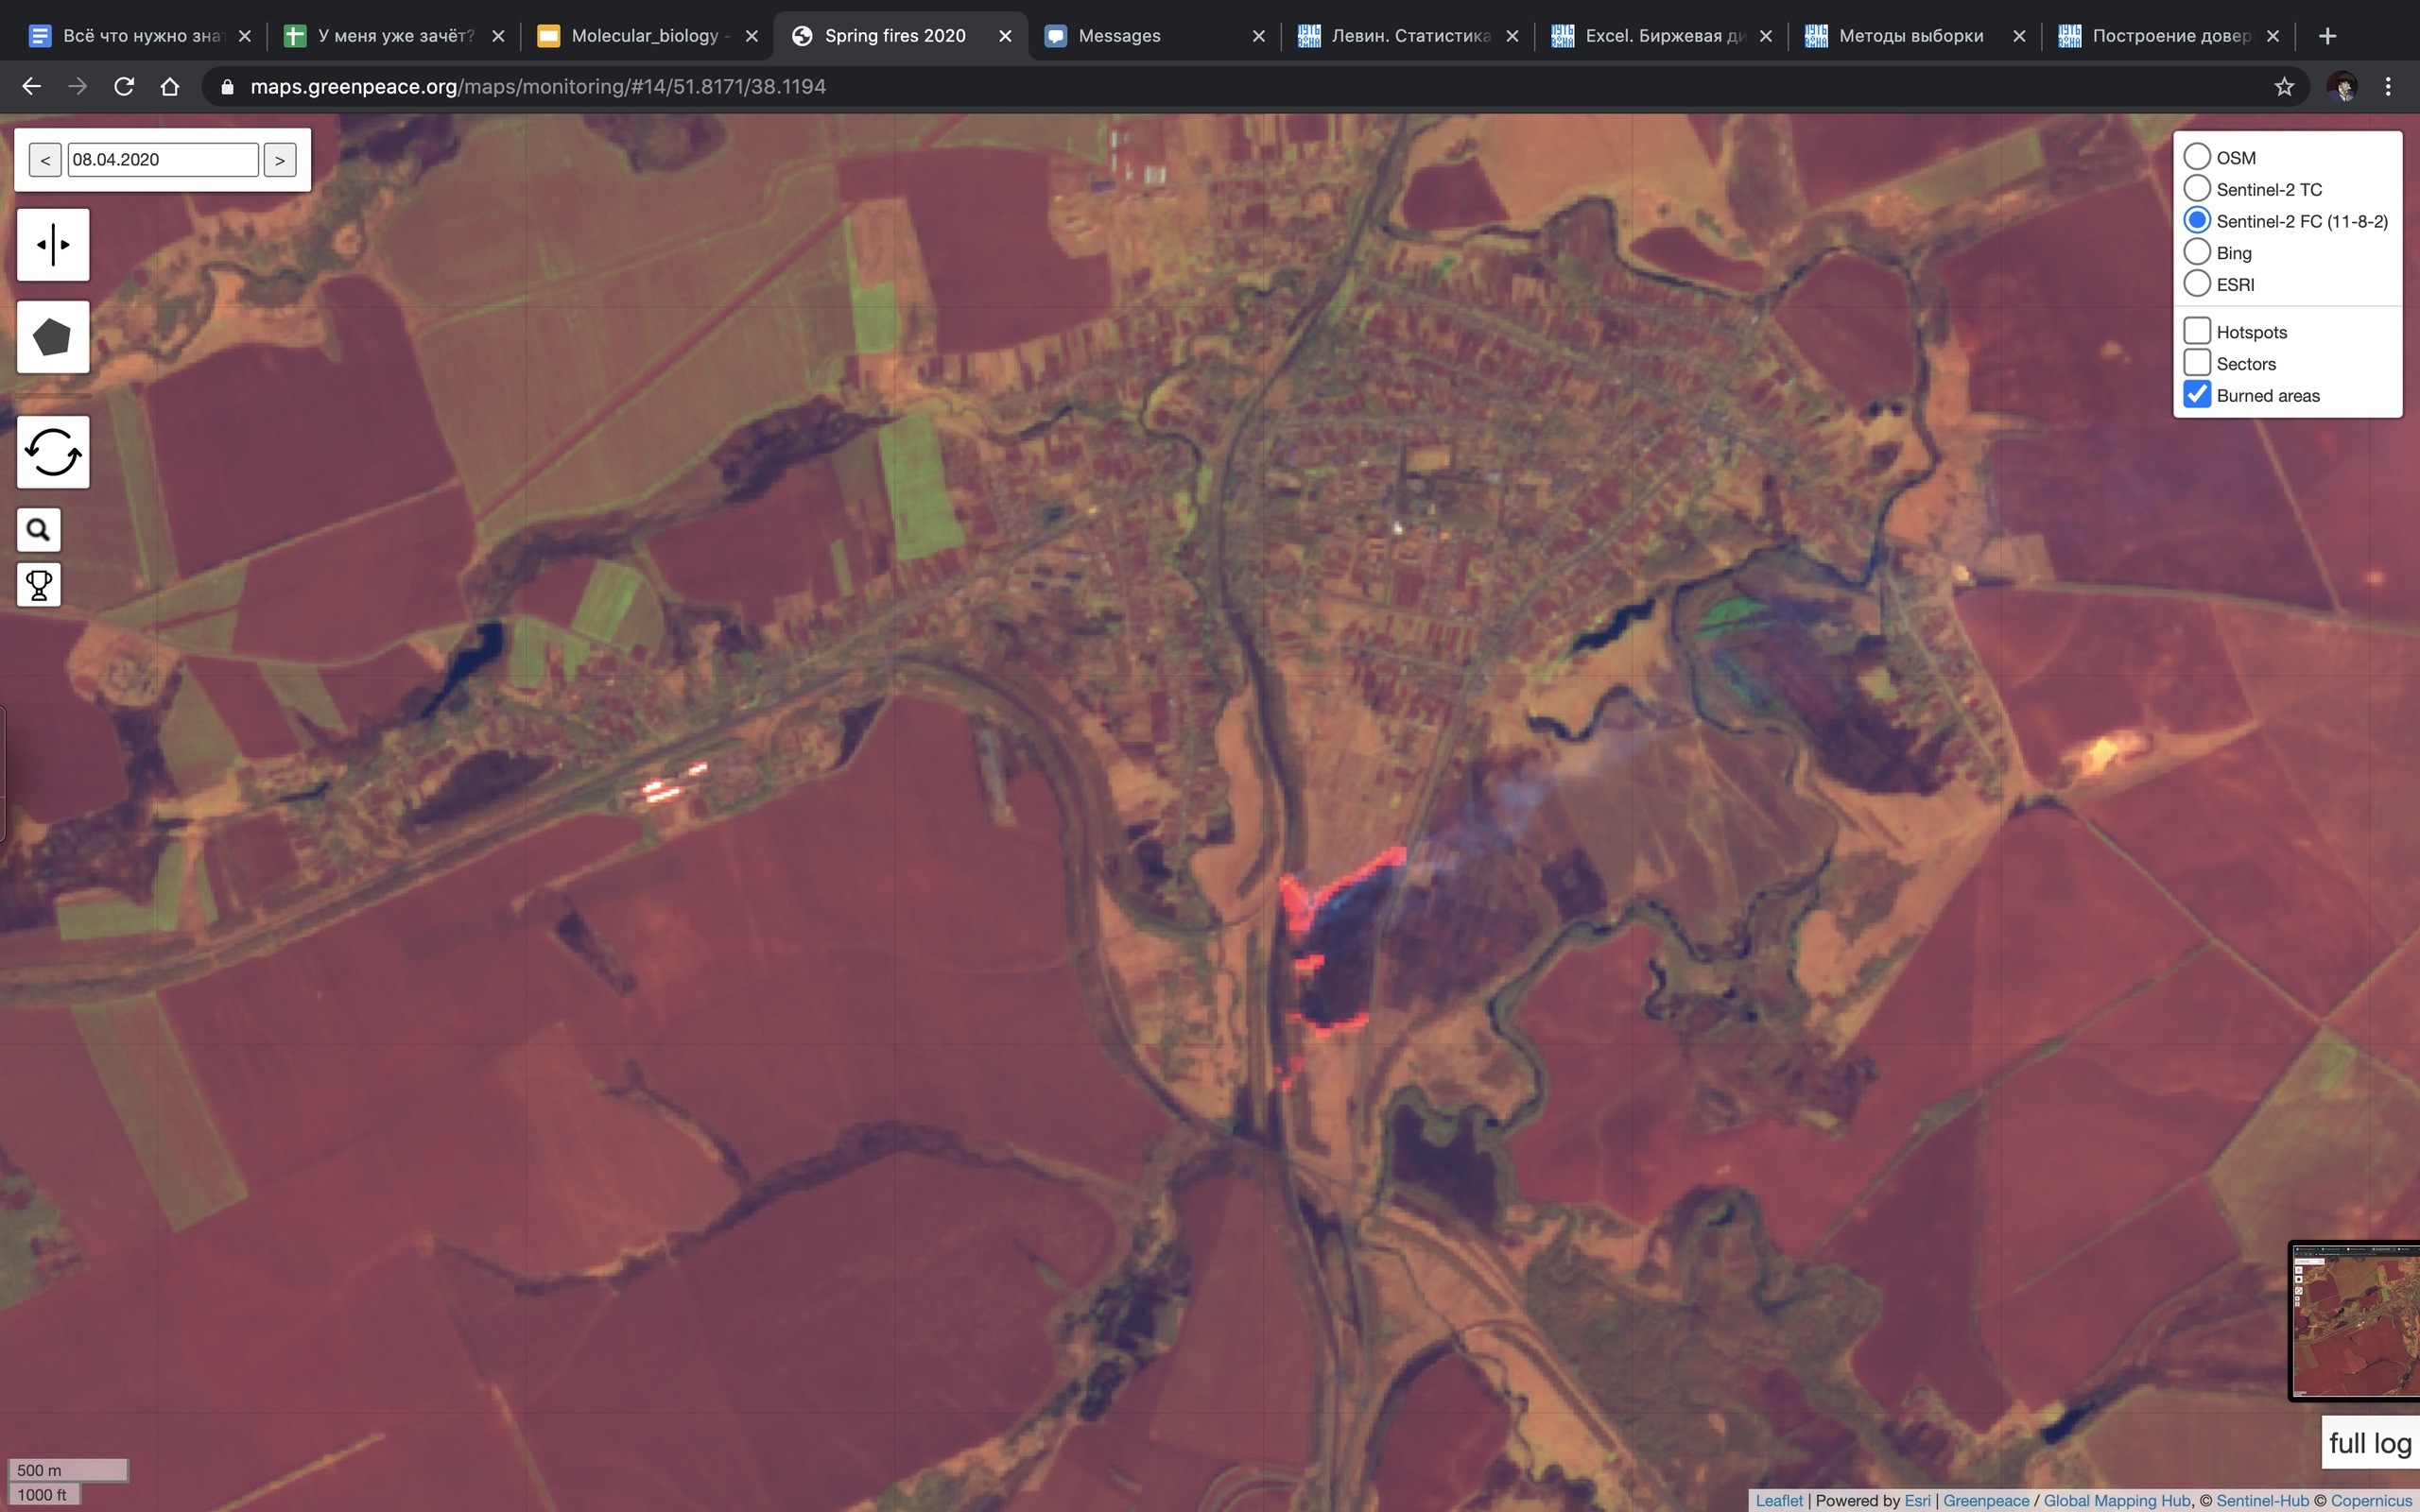 Всё что нужно зна
У меня уже зачёт?
Molecular_biology -
Spring fires 2020
Messages
Левин. Статистика
Excel. Биржевая ди
Методы выборки
Построение довер
maps.greenpeace.org/maps/monitoring/#14/51.8171/38.1194
< 08.04.2020 >
OSM
Sentinel-2 TC
Sentinel-2 FC (11-8-2)
Bing
ESRI
Hotspots
Sectors
Burned areas
full log
500 m
1000 ft
Leaflet | Powered by Esri | Greenpeace / Global Mapping Hub, © Sentinel-Hub © Copernicus